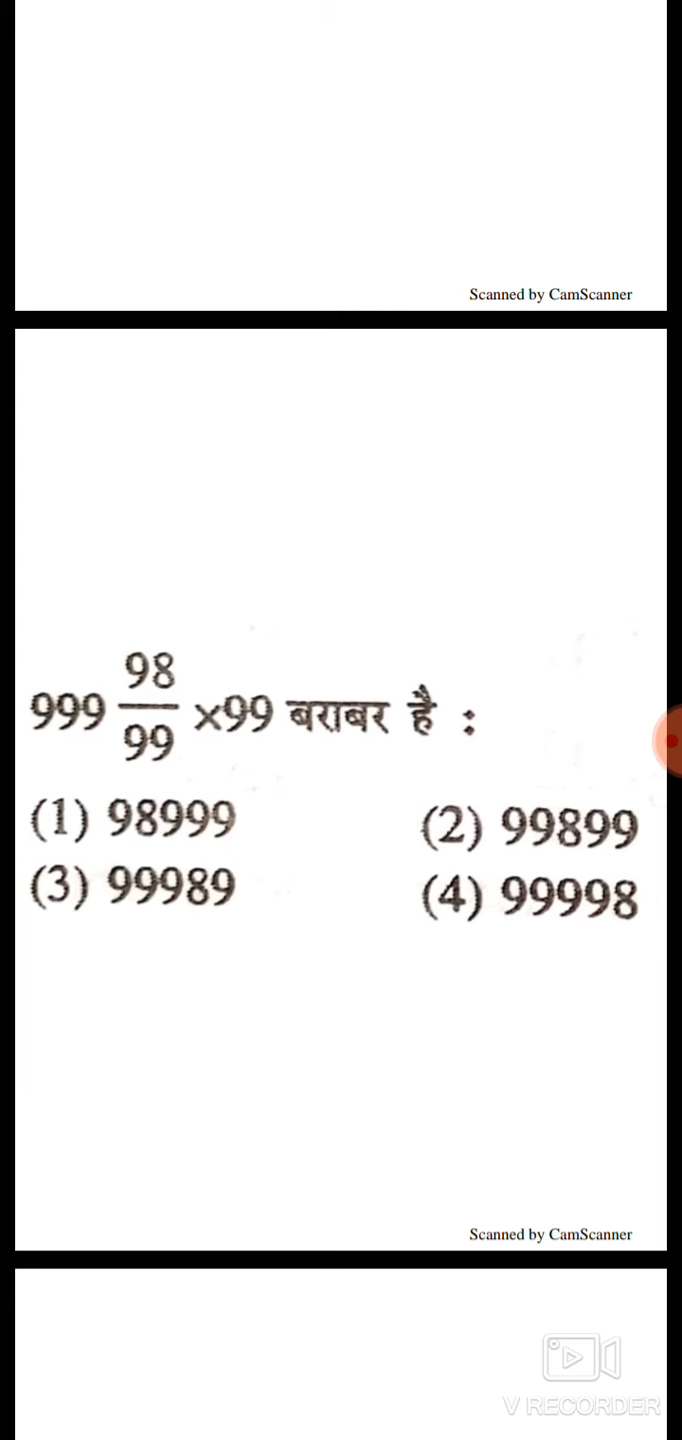 Scanned by CamScanner
999 98/99 ×99 बराबर है :
(1) 98999 (2) 99899
(3) 99989 (4) 99998
Scanned by CamScanner
V RECORDER